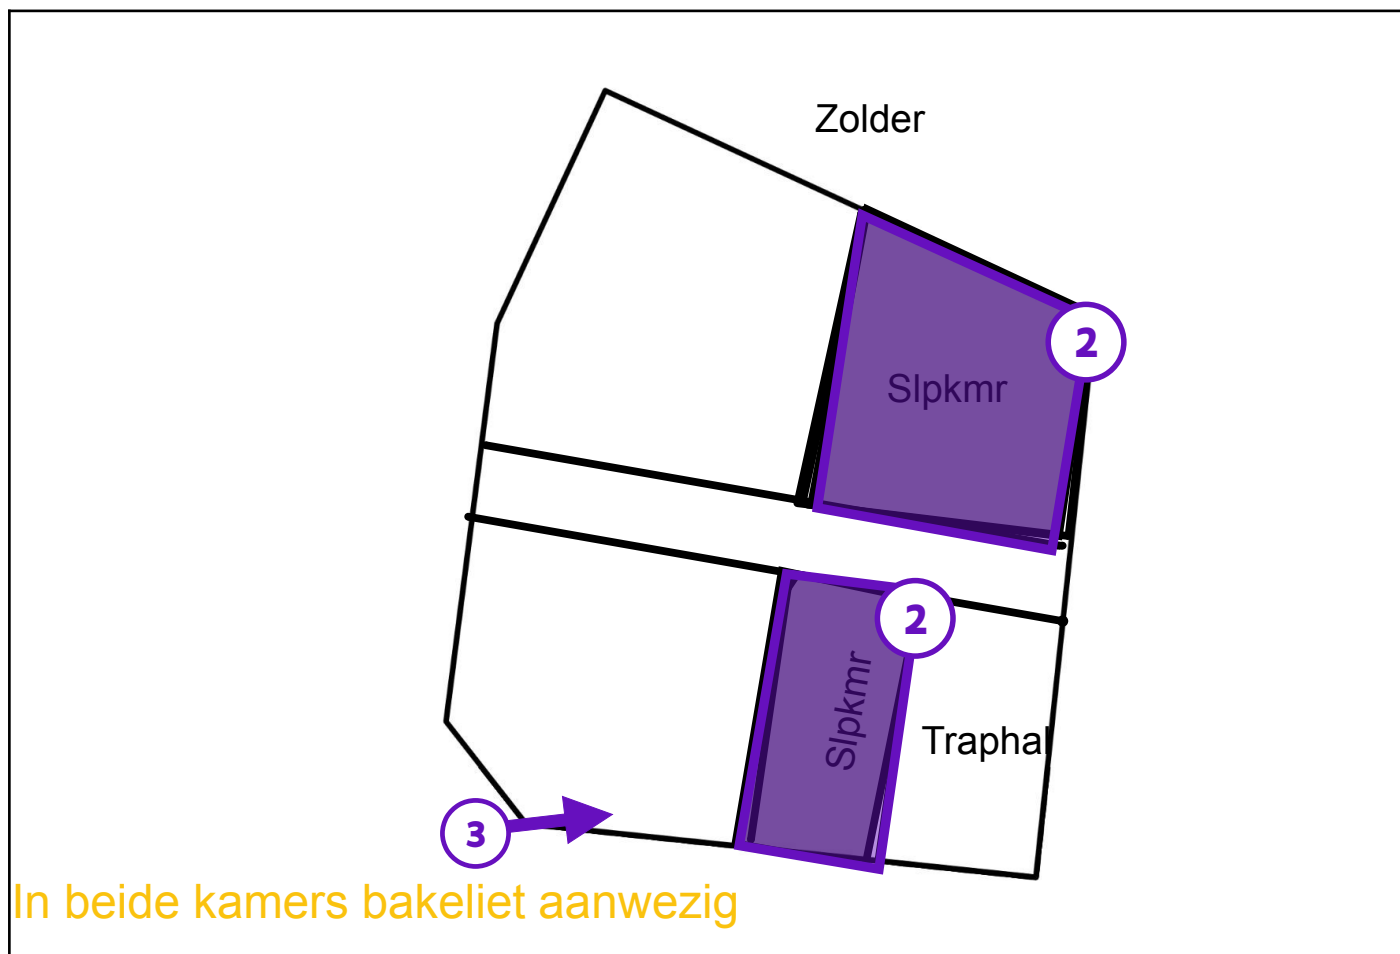 Zolder
2
Slpkmr
2
Slpkmr
Traphal
3
In beide kamers bakeliet aanwezig